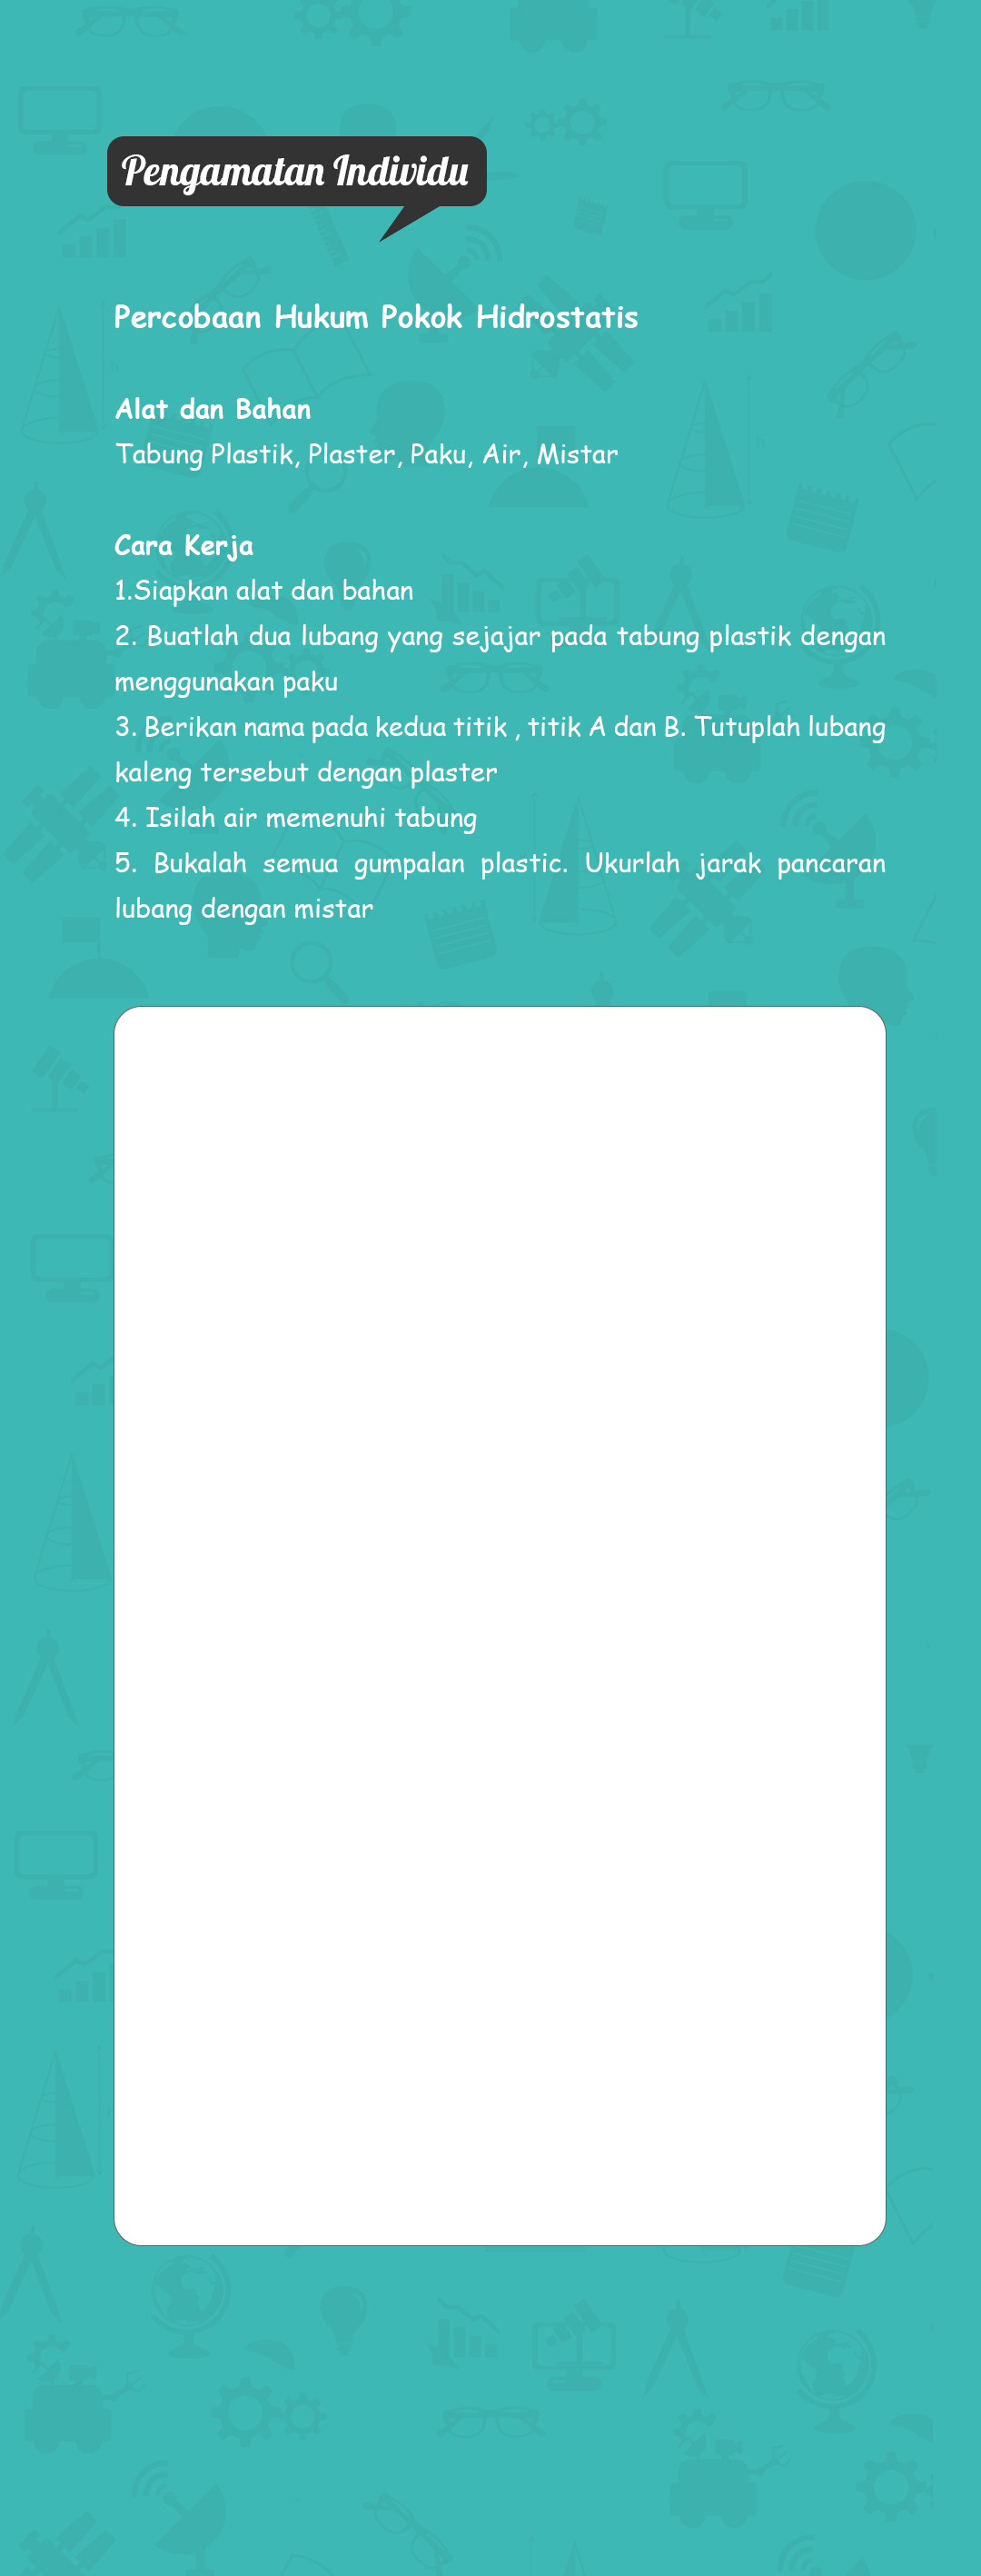 Pengamatan Individu
Percobaan Hukum Pokok Hidrostatis
Alat dan Bahan
Tabung Plastik, Plaster, Paku, Air, Mistar
Cara Kerja
1.Siapkan alat dan bahan
2. Buatlah dua lubang yang sejajar pada tabung plastik dengan
menggunakan paku
3. Berikan nama pada kedua titik , titik A dan B. Tutuplah lubang
kaleng tersebut dengan plaster
4. Isilah air memenuhi tabung
5. Bukalah semua gumpalan plastic. Ukurlah jarak pancaran
lubang dengan mistar